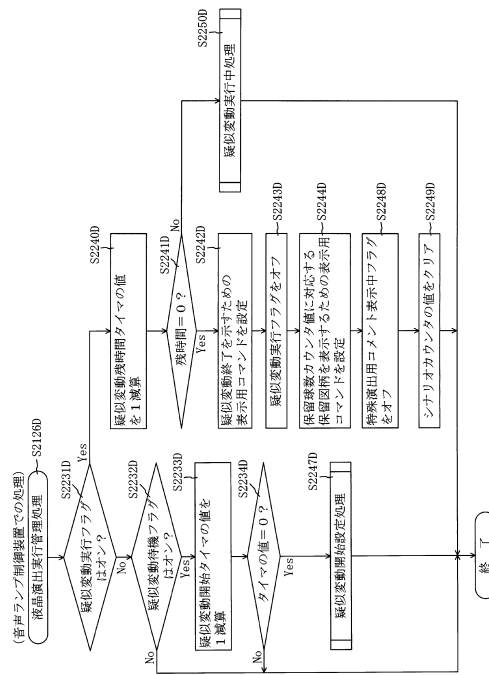 (音声ランプ制御装置での処理)
液晶演出実行管理処理
S2126D
疑似変動実行フラグ
はオン?
S2231D
Yes
No
疑似変動待機フラグ
はオン?
S2232D
No
Yes
疑似変動開始タイマの値を
1減算
S2233D
タイマの値=0?
S2234D
No
Yes
疑似変動開始設定処理
S2247D
疑似変動残時間タイマの値
を1減算
S2240D
残時間=0?
S2241D
No
Yes
疑似変動終了を示すための
表示用コマンドを設定
S2242D
疑似変動実行フラグをオフ
S2243D
保留球数カウンタ値に対応する
保留図柄を表示するための表示用
コマンドを設定
S2244D
特殊演出用コメント表示中フラグ
をオフ
S2248D
シナリオカウンタの値をクリア
S2249D
疑似変動実行中処理
S2250D
終了